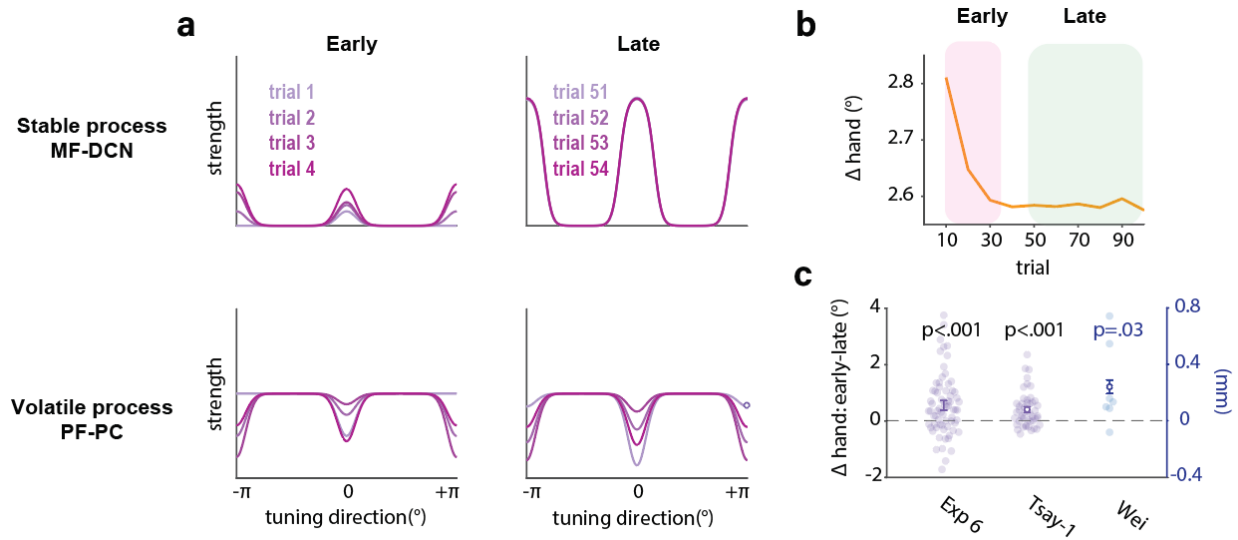 a
Early
Late
Stable process
MF-DCN
strength
trial 1
trial 2
trial 3
trial 4
trial 51
trial 52
trial 53
trial 54
Volatile process
PF-PC
strength
-π
0
+π
tuning direction(°)
-π
0
+π
tuning direction(°)
b
Early
Late
Δ hand (°)
2.8
2.7
2.6
10
30
50
70
90
trial
c
Δ hand: early-late (°)
4
2
0
-2
p<.001
p<.001
p=.03
0.8
0.4
0
-0.4
(mm)
Exp 6
Tsay-1
Wei